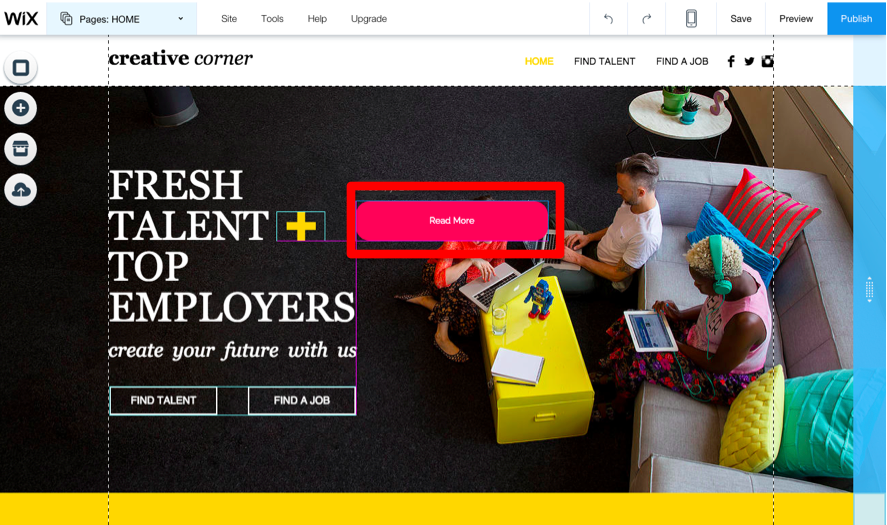 WiX
Pages: HOME
Site
Tools
Help
Upgrade
Save
Preview
Publish
creative corner
HOME
FIND TALENT
FIND A JOB
FRESH
TALENT
TOP
EMPLOYERS
create your future with us
FIND TALENT
FIND A JOB
Read More